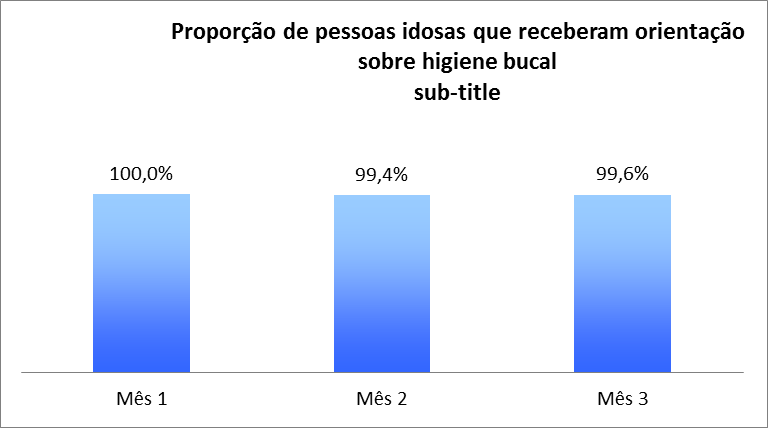 Proporção de pessoas idosas que receberam orientação
sobre higiene bucal
sub-title
100,0%
99,4%
99,6%
Mês 1
Mês 2
Mês 3